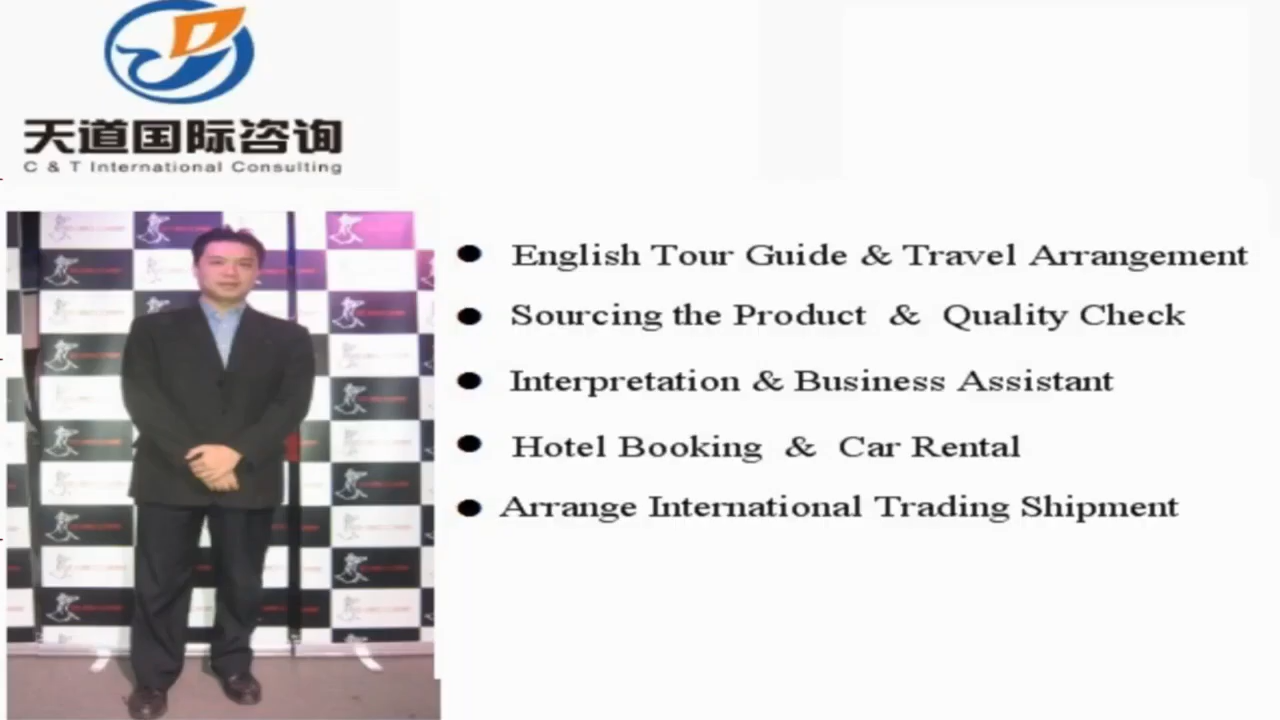 天道国际咨询
C & T International Consulting
● English Tour Guide & Travel Arrangement
● Sourcing the Product & Quality Check
● Interpretation & Business Assistant
● Hotel Booking & Car Rental
● Arrange International Trading Shipment